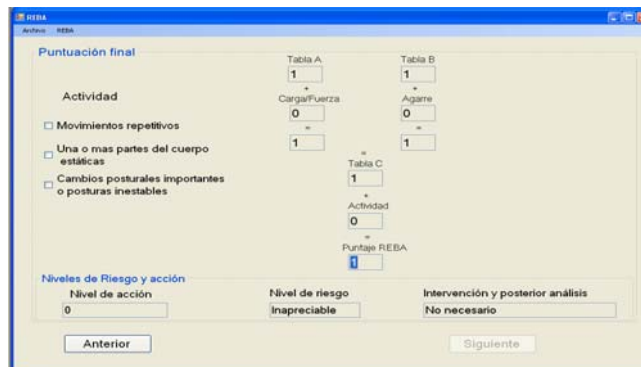 REBA
Archivo REBA
Puntuación final
Tabla A Tabla B
1 1
+ +
Actividad
Carga/Fuerza Agarre
0 0
Movimientos repetitivos
= =
1 1
Una o mas partes del cuerpo
estáticas
=
Tabla C
1
Cambios posturales importantes
o posturas inestables
+
Actividad
0
=
Puntaje REBA
1
Niveles de Riesgo y acción
Nivel de acción Nivel de riesgo Intervención y posterior análisis
0 Inapreciable No necesario
Anterior Siguiente